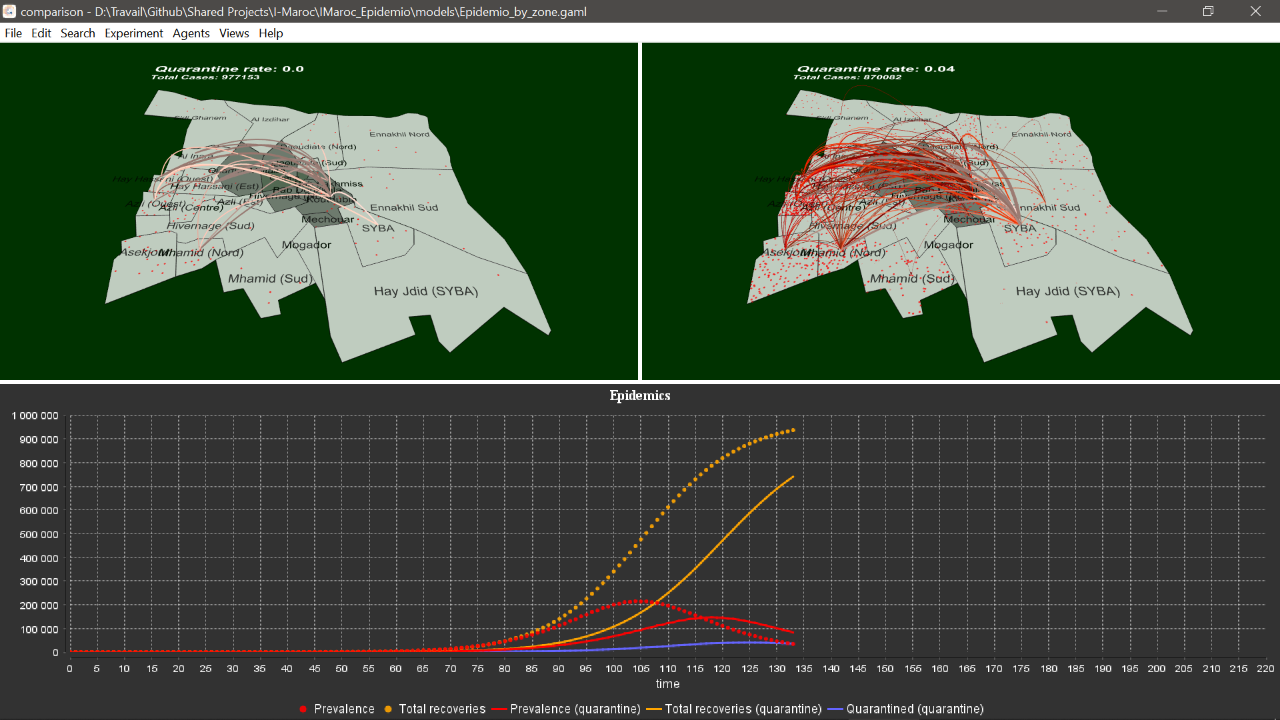 comparison - D:\Travail\Github\Shared Projects\I-Maroc\IMaroc_Epidemio\models\Epidemio_by_zone.gaml
File Edit Search Experiment Agents Views Help
Quarantine rate: 0.0
Total Cases: 977153
Sidi Ghanem
Al Izdihar
Ennakhil Nord
(Nord)
(Sud)
Hay Hassani (Ouest)
Hay Hassani (Est)
Azli (Ouest)
Azli (Centre)
Azli (Est)
Koutoubia
Ennakhil Sud
Mechouar
Hivernage (Sud)
SYBA
Mogador
Mhamid (Nord)
Mhamid (Sud)
Hay Jdid (SYBA)
Quarantine rate: 0.04
Total Cases: 870082
Sidi Ghanem
Al Izdihar
Ennakhil Nord
(Nord)
(Sud)
Ennakhil Sud
Mechouar
Hivernage (Sud)
SYBA
Mogador
Mhamid (Nord)
Mhamid (Sud)
Hay Jdid (SYBA)
Epidemics
1 000 000
900 000
800 000
700 000
600 000
500 000
400 000
300 000
200 000
100 000
0
0 5 10 15 20 25 30 35 40 45 50 55 60 65 70 75 80 85 90 95 100 105 110 115 120 125 130 135 140 145 150 155 160 165 170 175 180 185 190 195 200 205 210 215 220
time
Prevalence Total recoveries Prevalence (quarantine) Total recoveries (quarantine) Quarantined (quarantine)